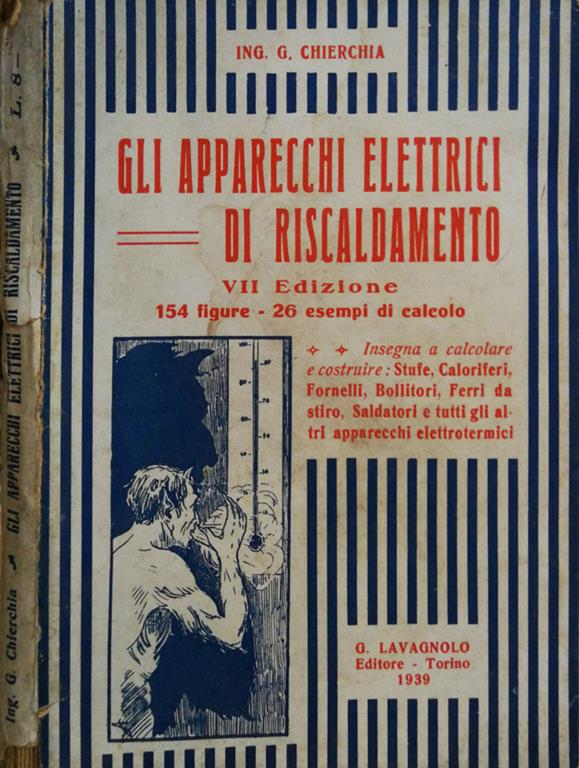 ING. G. CHIERCHIA
GLI APPARECCHI ELETTRICI
DI RISCALDAMENTO
VII Edizione
154 figure - 26 esempi di calcolo
Insegna a calcolare
e costruire: Stufe, Caloriferi,
Fornelli, Bollitori, Ferri da
stiro, Saldatori e tutti gli al-
tri apparecchi elettrotermici
G. LAVAGNOLO
Editore - Torino
1939
Ing. G. Chierchia GLI APPARECCHI ELETTRICI DI RISCALDAMENTO L. 8 —